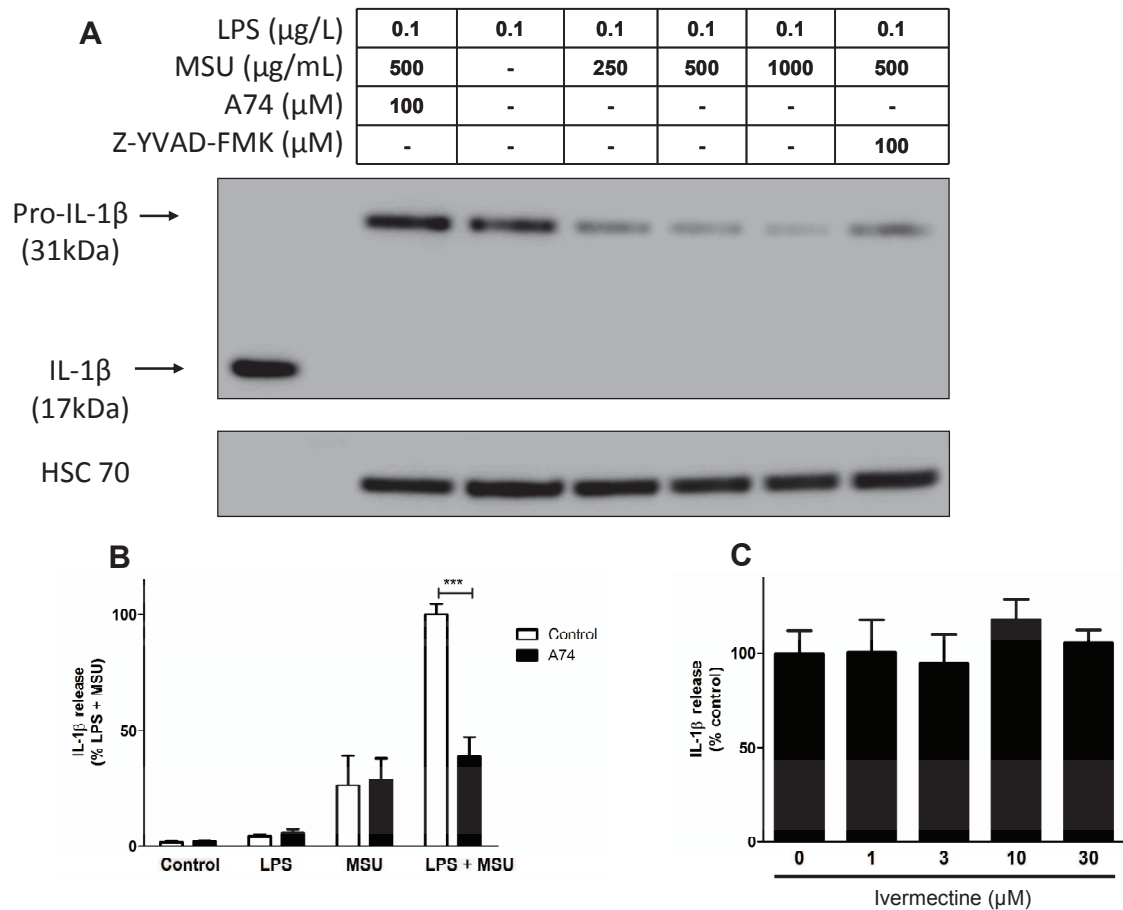 A
LPS (µg/L) 0.1 0.1 0.1 0.1 0.1 0.1
MSU (µg/mL) 500 - 250 500 1000 500
A74 (µM) 100 - - - - -
Z-YVAD-FMK (µM) - - - - - 100
Pro-IL-1β
(31kDa)
IL-1β
(17kDa)
HSC 70
B
IL-1β release
(% LPS + MSU)
100
50
0
***
Control
A74
Control LPS MSU LPS + MSU
C
IL-1β release
(% control)
100
50
0
0 1 3 10 30
Ivermectine (µM)